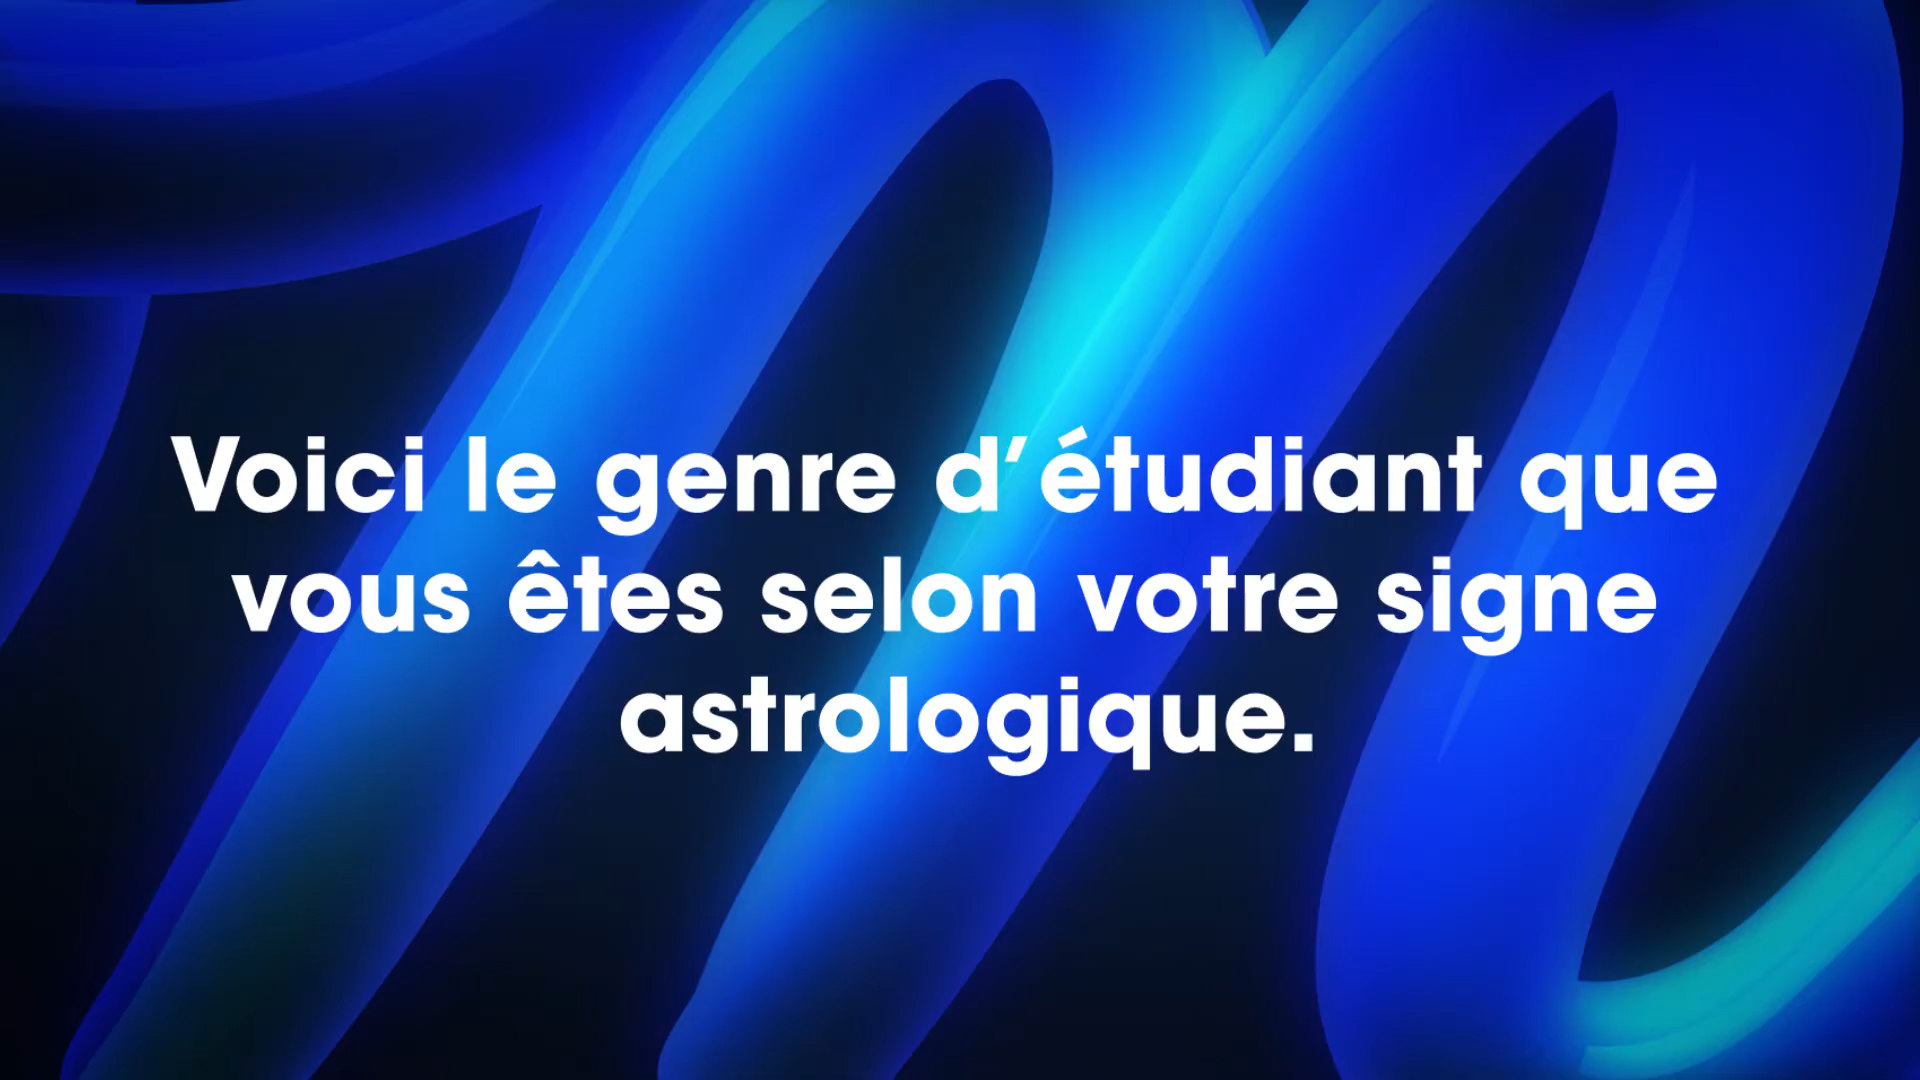 Voici le genre d’étudiant que
vous êtes selon votre signe
astrologique.